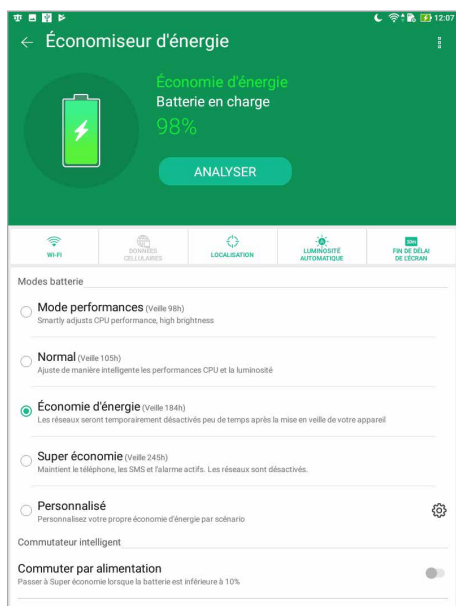 12:07
Économiseur d'énergie
Économie d'énergie
Batterie en charge
98%
ANALYSER
WI-FI
DONNÉES
CELLULAIRES
LOCALISATION
LUMINOSITÉ
AUTOMATIQUE
FIN DE DÉLAI
DE L'ÉCRAN
Modes batterie
Mode performances (Veille 98h)
Smartly adjusts CPU performance, high brightness
Normal (Veille 105h)
Ajuste de manière intelligente les performances CPU et la luminosité
Économie d'énergie (Veille 184h)
Les réseaux seront temporairement désactivés peu de temps après la mise en veille de votre appareil
Super économie (Veille 245h)
Maintient le téléphone, les SMS et l'alarme actifs. Les réseaux sont désactivés.
Personnalisé
Personnalisez votre propre économie d'énergie par scénario
Commutateur intelligent
Commuter par alimentation
Passer à Super économie lorsque la batterie est inférieure à 10%